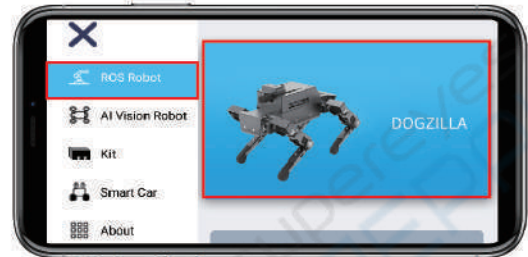 ROS Robot
AI Vision Robot
Kit
Smart Car
About
DOGZILLA